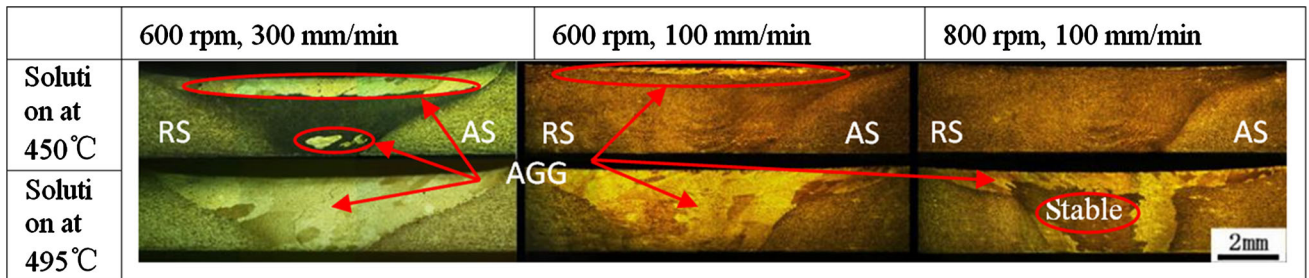 600 rpm, 300 mm/min
600 rpm, 100 mm/min
800 rpm, 100 mm/min
Soluti
on at
450℃
RS
AS
RS
AS
RS
AS
AGG
Soluti
on at
495℃
Stable
2mm